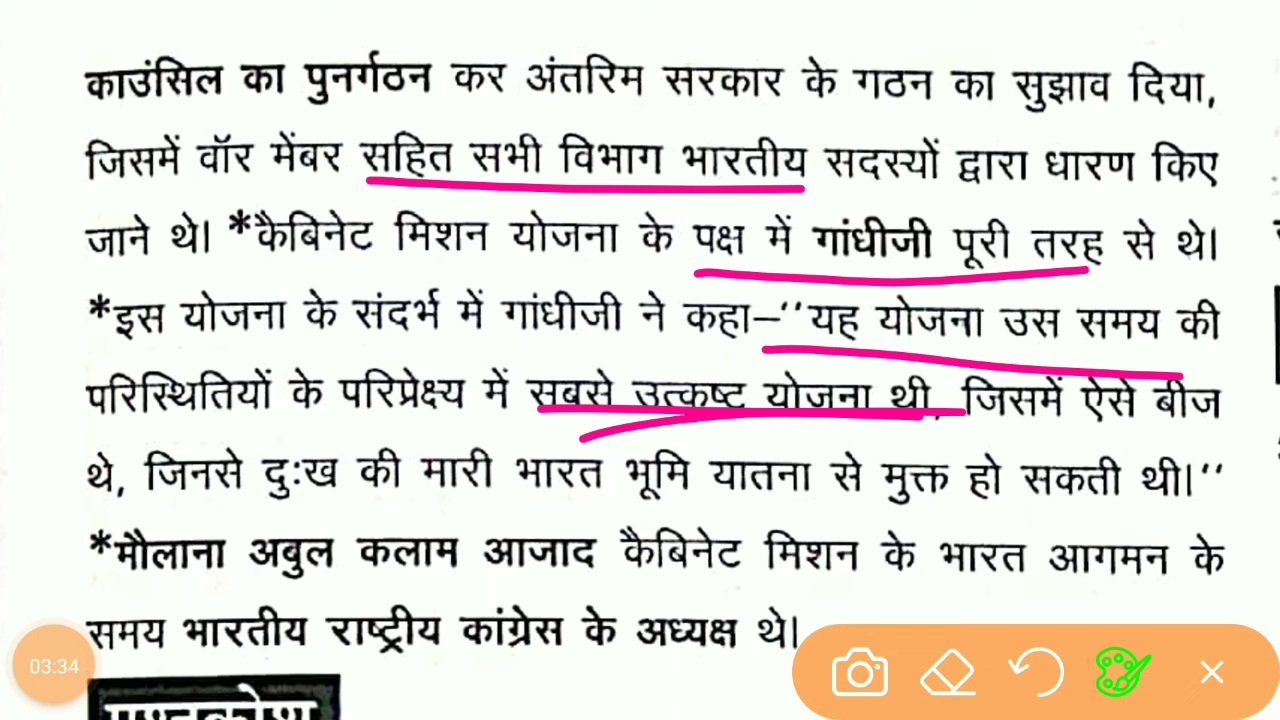 काउंसिल का पुनर्गठन कर अंतरिम सरकार के गठन का सुझाव दिया,
जिसमें वॉर मेंबर सहित सभी विभाग भारतीय सदस्यों द्वारा धारण किए
जाने थे। *कैबिनेट मिशन योजना के पक्ष में गांधीजी पूरी तरह से थे।
*इस योजना के संदर्भ में गांधीजी ने कहा–‘‘यह योजना उस समय की
परिस्थितियों के परिप्रेक्ष्य में सबसे उत्कृष्ट योजना थी, जिसमें ऐसे बीज
थे, जिनसे दुःख की मारी भारत भूमि यातना से मुक्त हो सकती थी।’’
*मौलाना अबुल कलाम आजाद कैबिनेट मिशन के भारत आगमन के
समय भारतीय राष्ट्रीय कांग्रेस के अध्यक्ष थे।
03:34